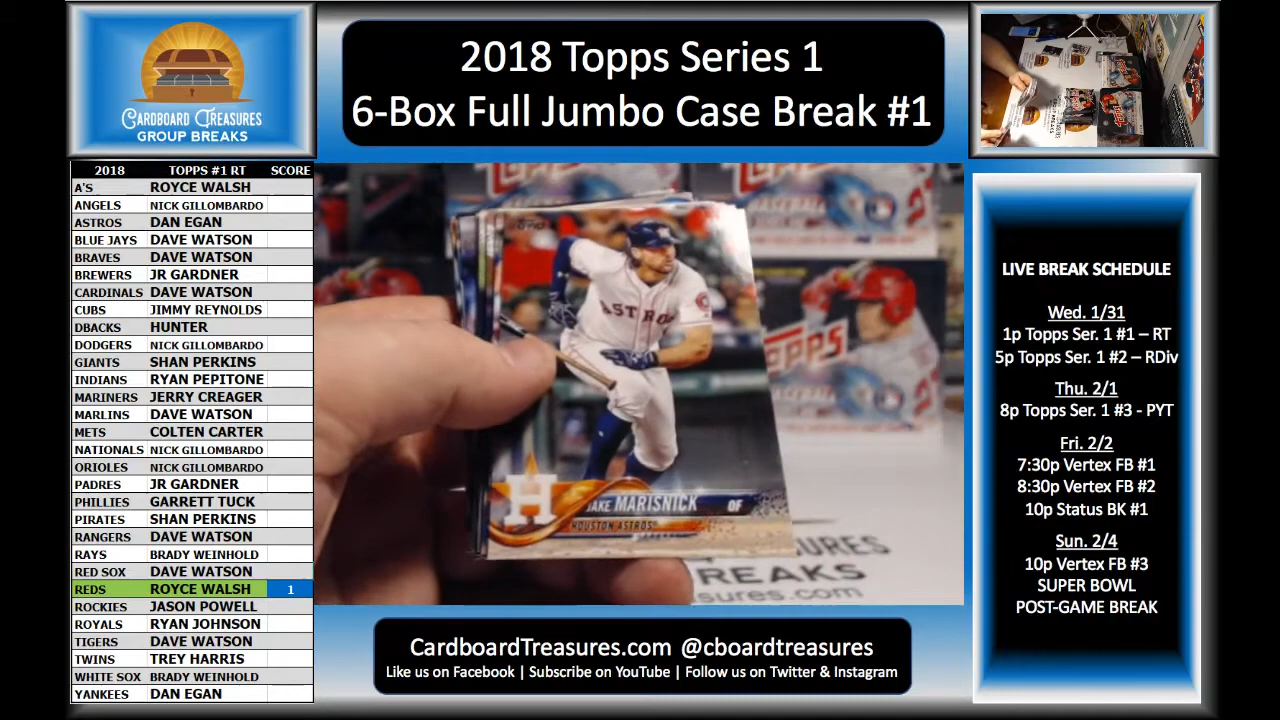 2018 Topps Series 1
6-Box Full Jumbo Case Break #1
CARDBOARD TREASURES
GROUP BREAKS
2018 TOPPS #1 RT SCORE
A'S ROYCE WALSH
ANGELS NICK GILLOMBARDO
ASTROS DAN EGAN
BLUE JAYS DAVE WATSON
BRAVES DAVE WATSON
BREWERS JR GARDNER
CARDINALS DAVE WATSON
CUBS JIMMY REYNOLDS
DBACKS HUNTER
DODGERS NICK GILLOMBARDO
GIANTS SHAN PERKINS
INDIANS RYAN PEPITONE
MARINERS JERRY CREAGER
MARLINS DAVE WATSON
METS COLTEN CARTER
NATIONALS NICK GILLOMBARDO
ORIOLES NICK GILLOMBARDO
PADRES JR GARDNER
PHILLIES GARRETT TUCK
PIRATES SHAN PERKINS
RANGERS DAVE WATSON
RAYS BRADY WEINHOLD
RED SOX DAVE WATSON
REDS ROYCE WALSH 1
ROCKIES JASON POWELL
ROYALS RYAN JOHNSON
TIGERS DAVE WATSON
TWINS TREY HARRIS
WHITE SOX BRADY WEINHOLD
YANKEES DAN EGAN
ASTROS
H
JAKE MARISNICK OF
HOUSTON ASTROS
TOPPS
REAKS
LIVE BREAK SCHEDULE
Wed. 1/31
1p Topps Ser. 1 #1 – RT
5p Topps Ser. 1 #2 – RDiv
Thu. 2/1
8p Topps Ser. 1 #3 - PYT
Fri. 2/2
7:30p Vertex FB #1
8:30p Vertex FB #2
10p Status BK #1
Sun. 2/4
10p Vertex FB #3
SUPER BOWL
POST-GAME BREAK
CardboardTreasures.com @cboardtreasures
Like us on Facebook | Subscribe on YouTube | Follow us on Twitter & Instagram